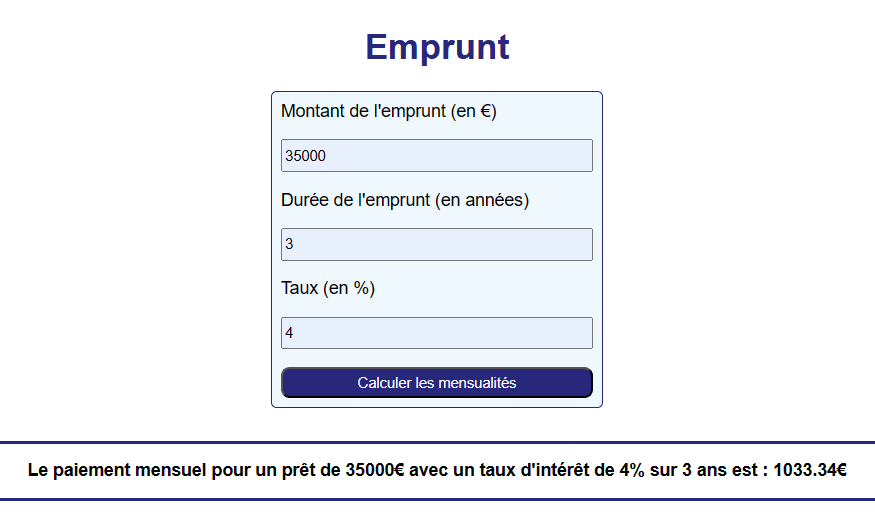 Emprunt
Montant de l'emprunt (en €)
35000
Durée de l'emprunt (en années)
3
Taux (en %)
4
Calculer les mensualités
Le paiement mensuel pour un prêt de 35000€ avec un taux d'intérêt de 4% sur 3 ans est : 1033.34€